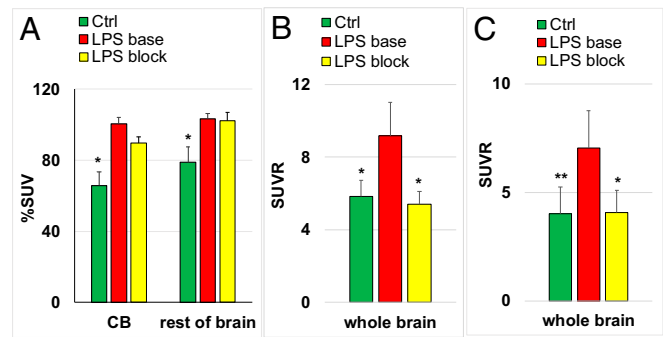 A
Ctrl
LPS base
LPS block
120
80
40
0
%SUV
*
*
CB
rest of brain
B
Ctrl
LPS base
LPS block
12
8
4
0
SUVR
*
*
whole brain
C
Ctrl
LPS base
LPS block
10
5
0
SUVR
**
*
whole brain